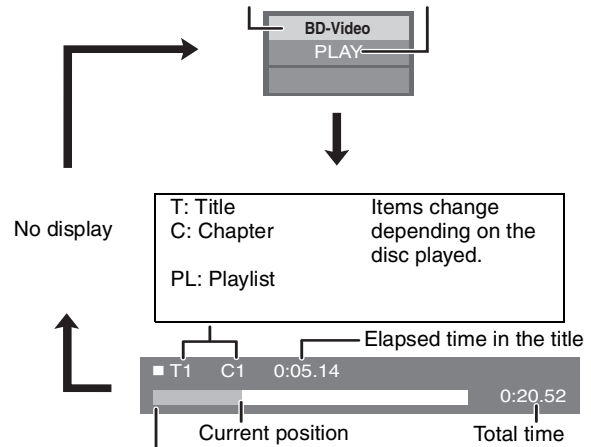 BD-Video
PLAY
T: Title
C: Chapter
PL: Playlist
Items change
depending on the
disc played.
No display
Elapsed time in the title
T1 C1 0:05.14
0:20.52
Current position
Total time